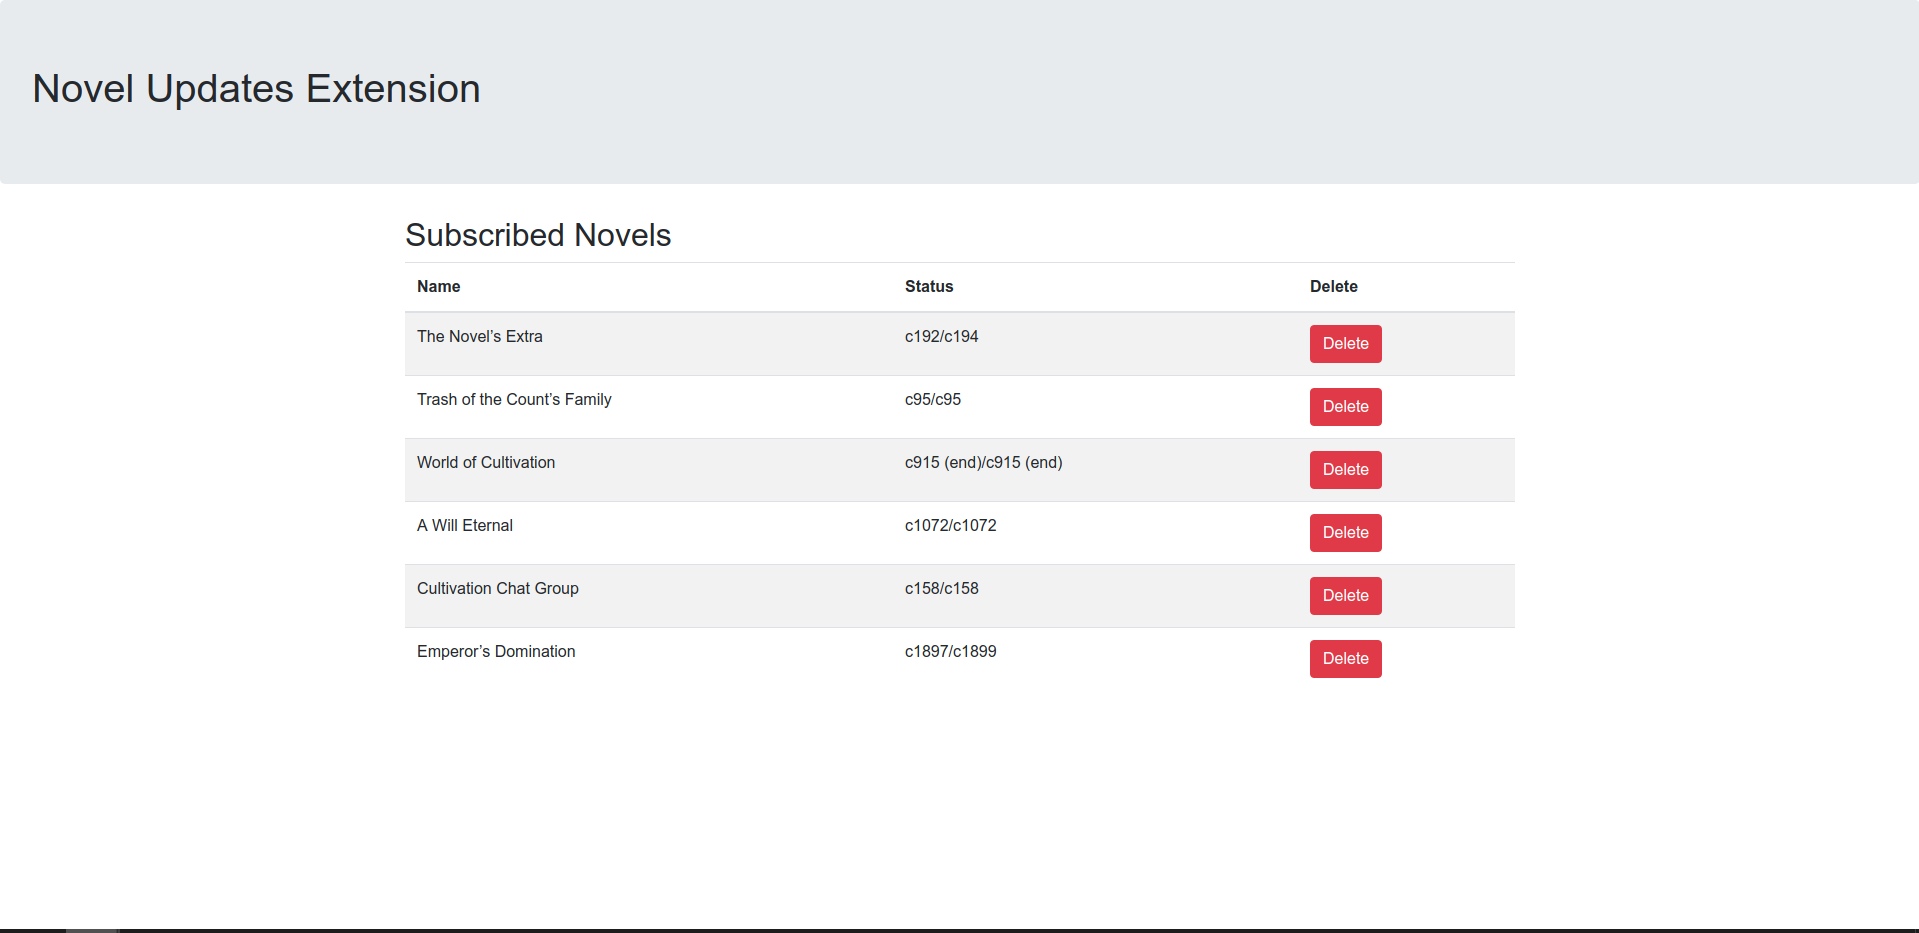 Novel Updates Extension
Subscribed Novels
Name Status Delete
The Novel’s Extra c192/c194 Delete
Trash of the Count’s Family c95/c95 Delete
World of Cultivation c915 (end)/c915 (end) Delete
A Will Eternal c1072/c1072 Delete
Cultivation Chat Group c158/c158 Delete
Emperor’s Domination c1897/c1899 Delete